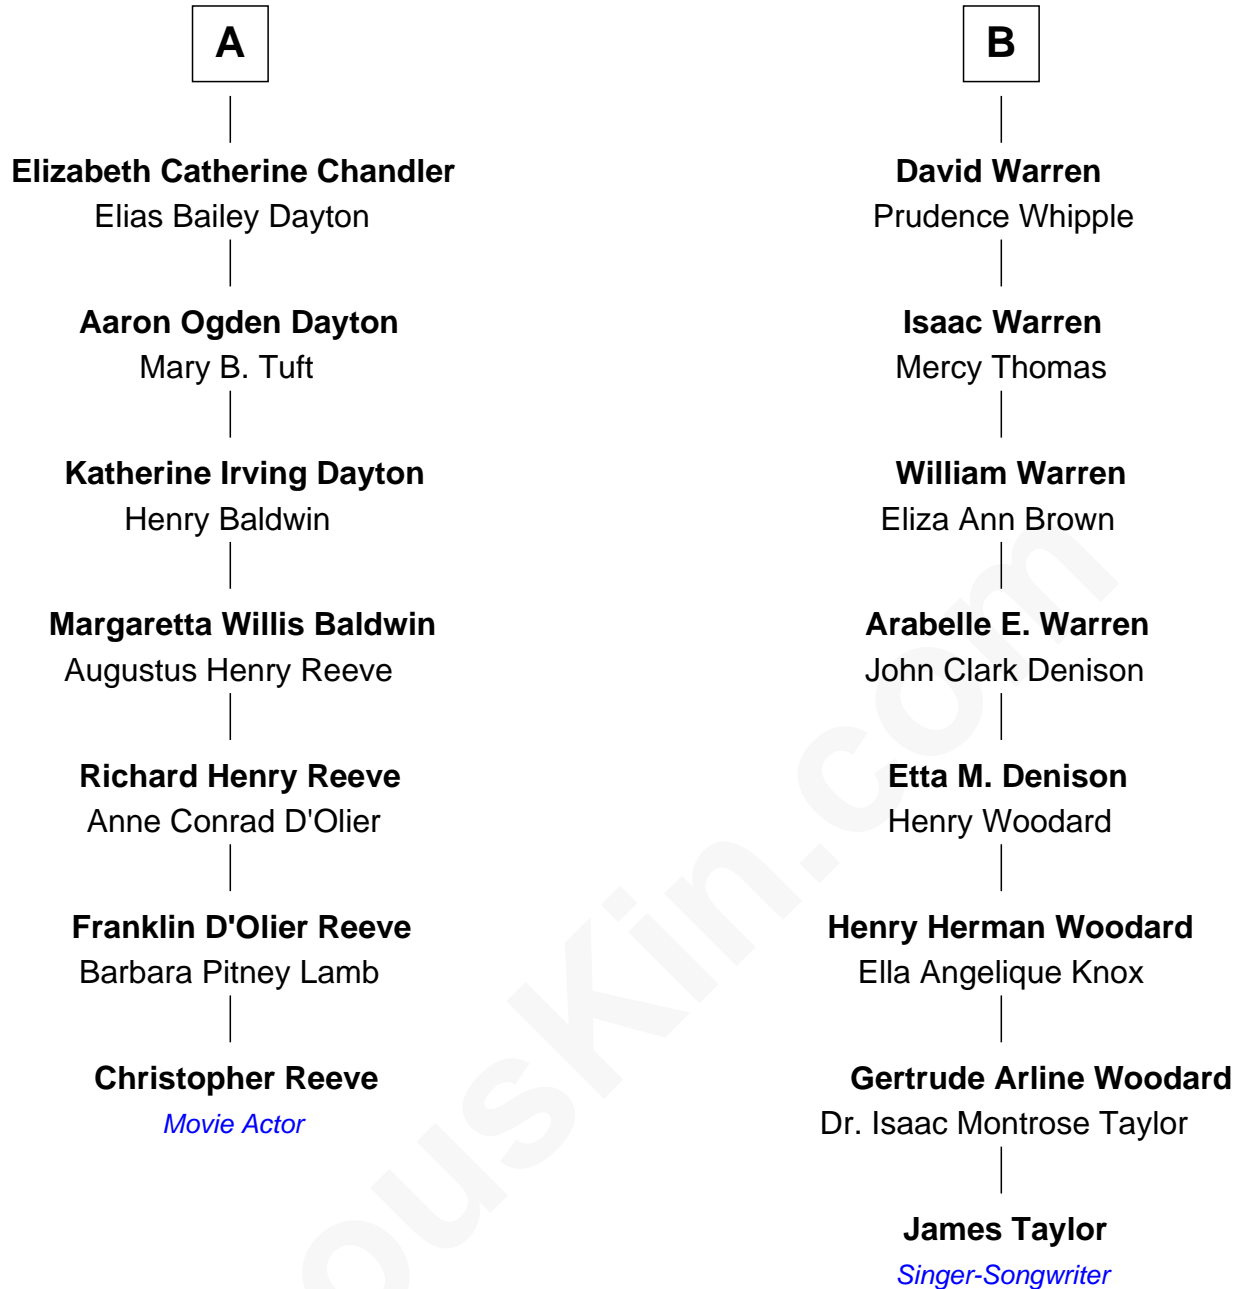 A
Elizabeth Catherine Chandler
Elias Bailey Dayton
Aaron Ogden Dayton
Mary B. Tuft
Katherine Irving Dayton
Henry Baldwin
Margaretta Willis Baldwin
Augustus Henry Reeve
Richard Henry Reeve
Anne Conrad D'Olier
Franklin D'Olier Reeve
Barbara Pitney Lamb
Christopher Reeve
Movie Actor
B
David Warren
Prudence Whipple
Isaac Warren
Mercy Thomas
William Warren
Eliza Ann Brown
Arabelle E. Warren
John Clark Denison
Etta M. Denison
Henry Woodard
Henry Herman Woodard
Ella Angelique Knox
Gertrude Arline Woodard
Dr. Isaac Montrose Taylor
James Taylor
Singer-Songwriter
ousKin.com